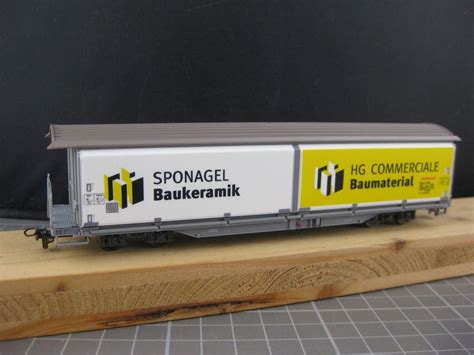 SPONAGEL
Baukeramik
HG COMMERCIALE
Baumaterial